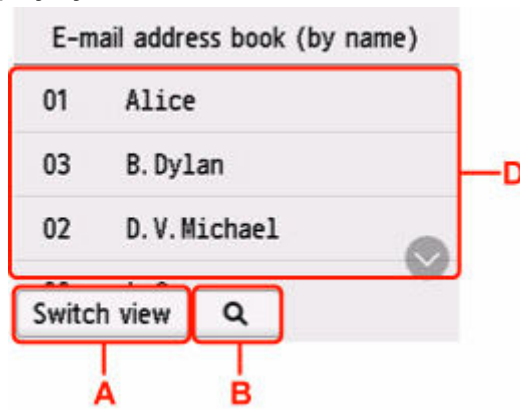 E-mail address book (by name)
01 Alice
03 B.Dylan
D
02 D.V.Michael
Switch view
A B